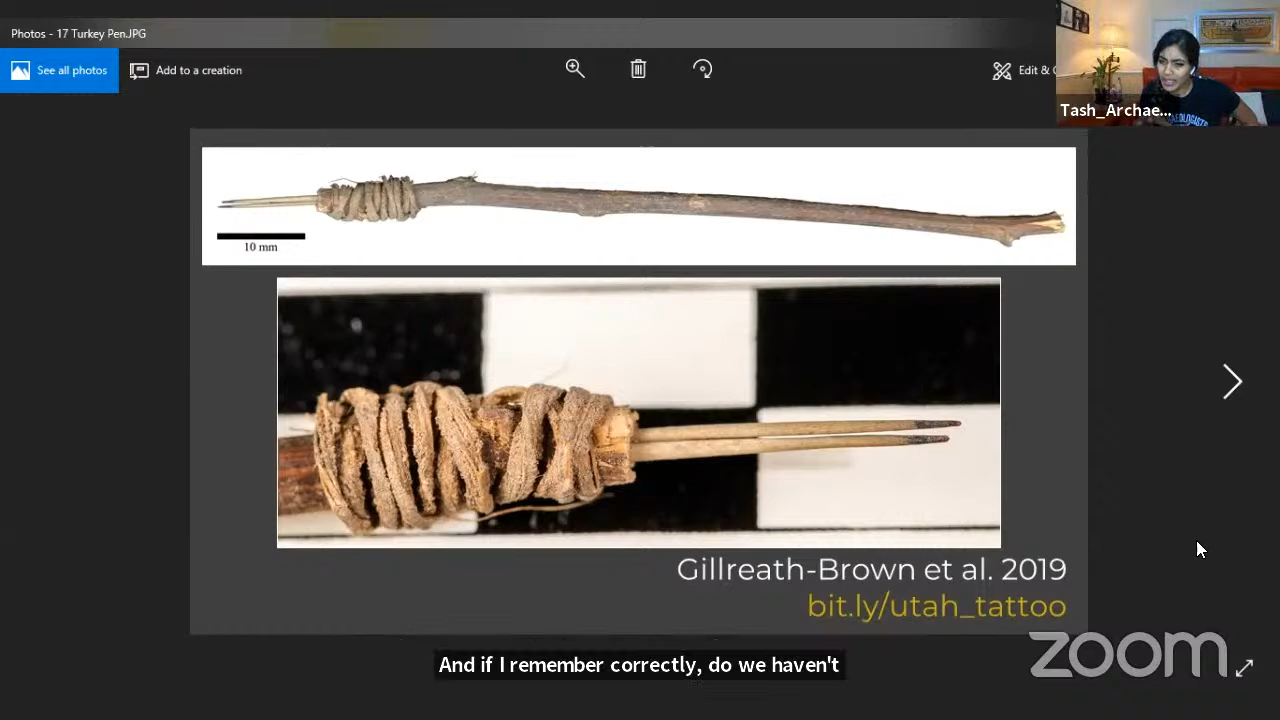 Photos - 17 Turkey Pen.JPG
See all photos
Add to a creation
Edit & C
Tash_Archae...
10 mm
Gillreath-Brown et al. 2019
bit.ly/utah_tattoo
zoom
And if I remember correctly, do we haven't